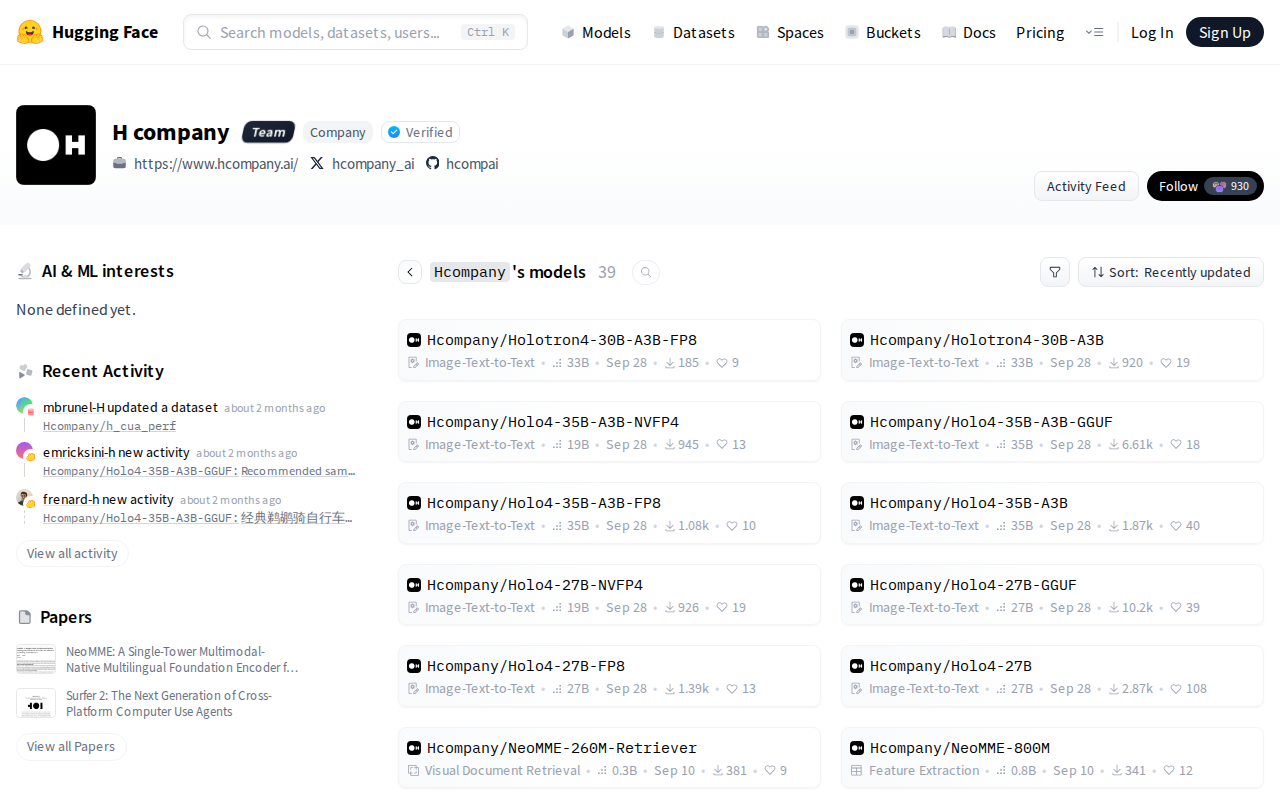 Hugging Face
Search models, datasets, users...
Ctrl K
Models
Datasets
Spaces
Buckets
Docs
Pricing
Log In
Sign Up
H company
Team
Company
Verified
https://www.hcompany.ai/
hcompany_ai
hcompai
Activity Feed
Follow
930
AI & ML interests
None defined yet.
Recent Activity
mbrunel-H updated a dataset about 2 months ago
Hcompany/h_cua_perf
emricksini-h new activity about 2 months ago
Hcompany/Holo4-35B-A3B-GGUF: Recommended sam…
frenard-h new activity about 2 months ago
Hcompany/Holo4-35B-A3B-GGUF: 经典鹈鹕骑自行车…
View all activity
Papers
NeoMME: A Single-Tower Multimodal-
Native Multilingual Foundation Encoder f…
Surfer 2: The Next Generation of Cross-
Platform Computer Use Agents
View all Papers
Hcompany 's models 39
Sort: Recently updated
Hcompany/Holotron4-30B-A3B-FP8
Image-Text-to-Text • 33B • Sep 28 • 185 • 9
Hcompany/Holotron4-30B-A3B
Image-Text-to-Text • 33B • Sep 28 • 920 • 19
Hcompany/Holo4-35B-A3B-NVFP4
Image-Text-to-Text • 19B • Sep 28 • 945 • 13
Hcompany/Holo4-35B-A3B-GGUF
Image-Text-to-Text • 35B • Sep 28 • 6.61k • 18
Hcompany/Holo4-35B-A3B-FP8
Image-Text-to-Text • 35B • Sep 28 • 1.08k • 10
Hcompany/Holo4-35B-A3B
Image-Text-to-Text • 35B • Sep 28 • 1.87k • 40
Hcompany/Holo4-27B-NVFP4
Image-Text-to-Text • 19B • Sep 28 • 926 • 19
Hcompany/Holo4-27B-GGUF
Image-Text-to-Text • 27B • Sep 28 • 10.2k • 39
Hcompany/Holo4-27B-FP8
Image-Text-to-Text • 27B • Sep 28 • 1.39k • 13
Hcompany/Holo4-27B
Image-Text-to-Text • 27B • Sep 28 • 2.87k • 108
Hcompany/NeoMME-260M-Retriever
Visual Document Retrieval • 0.3B • Sep 10 • 381 • 9
Hcompany/NeoMME-800M
Feature Extraction • 0.8B • Sep 10 • 341 • 12